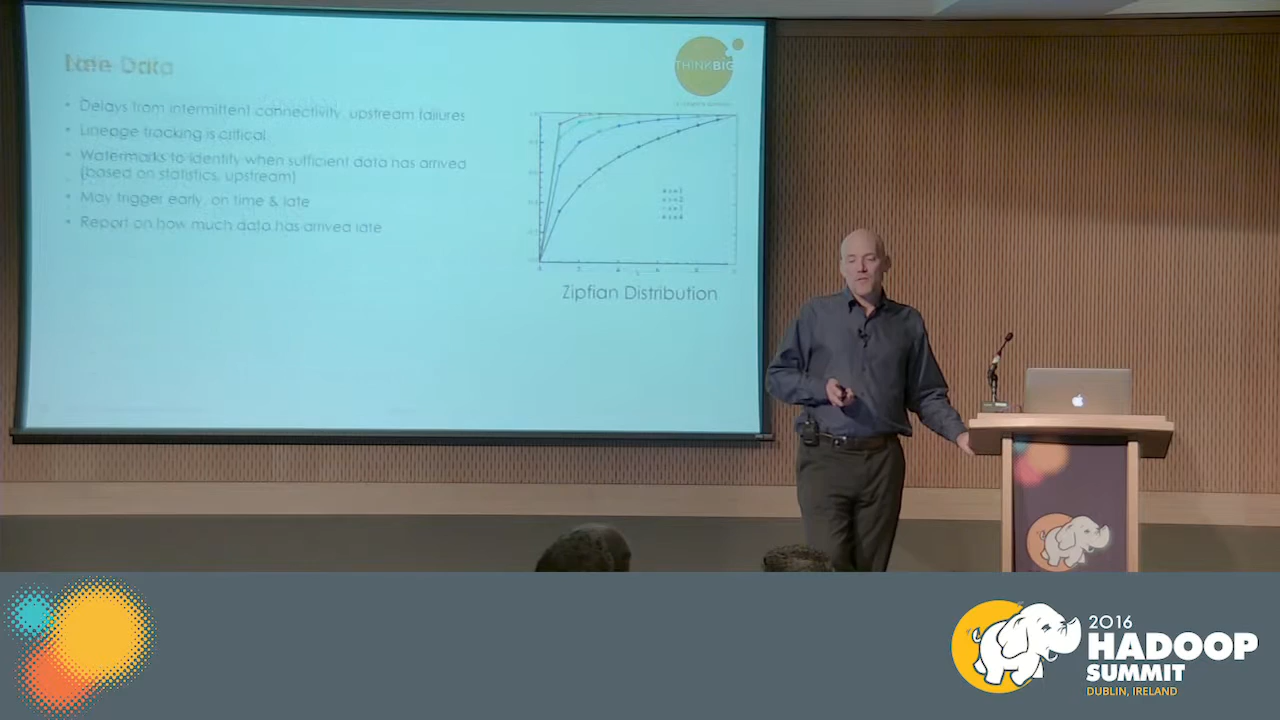 Late Data
THINKBIG
• Delays from intermittent connectivity, upstream failures
• Lineage tracking is critical
• Watermarks to identify when sufficient data has arrived
(based on statistics, upstream)
• May trigger early, on time & late
• Report on how much data has arrived late
Zipfian Distribution
2016
HADOOP
SUMMIT
DUBLIN, IRELAND